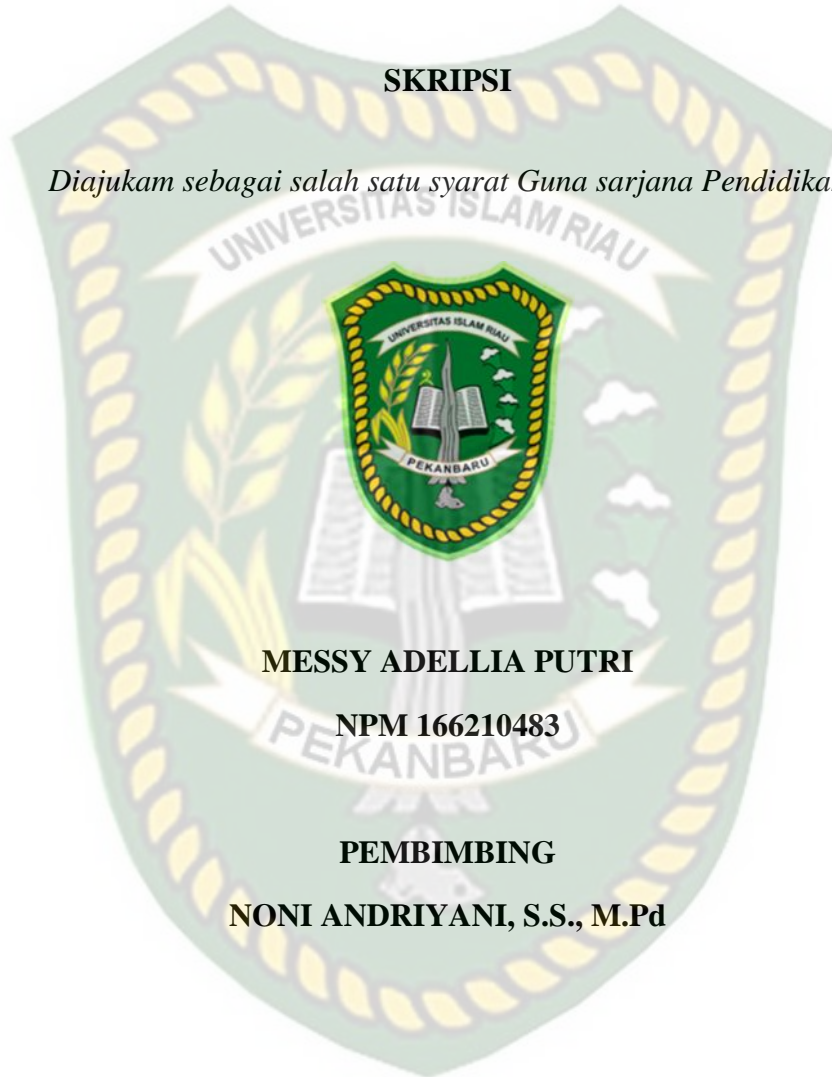 SKRIPSI
Diajukam sebagai salah satu syarat Guna sarjana Pendidika
UNIVERSITAS ISLAM RIAU
UNIVERSITAS ISLAM RIAU
PEKANBARU
MESSY ADELLIA PUTRI
NPM 166210483
PEKANBARU
PEMBIMBING
NONI ANDRIYANI, S.S., M.Pd